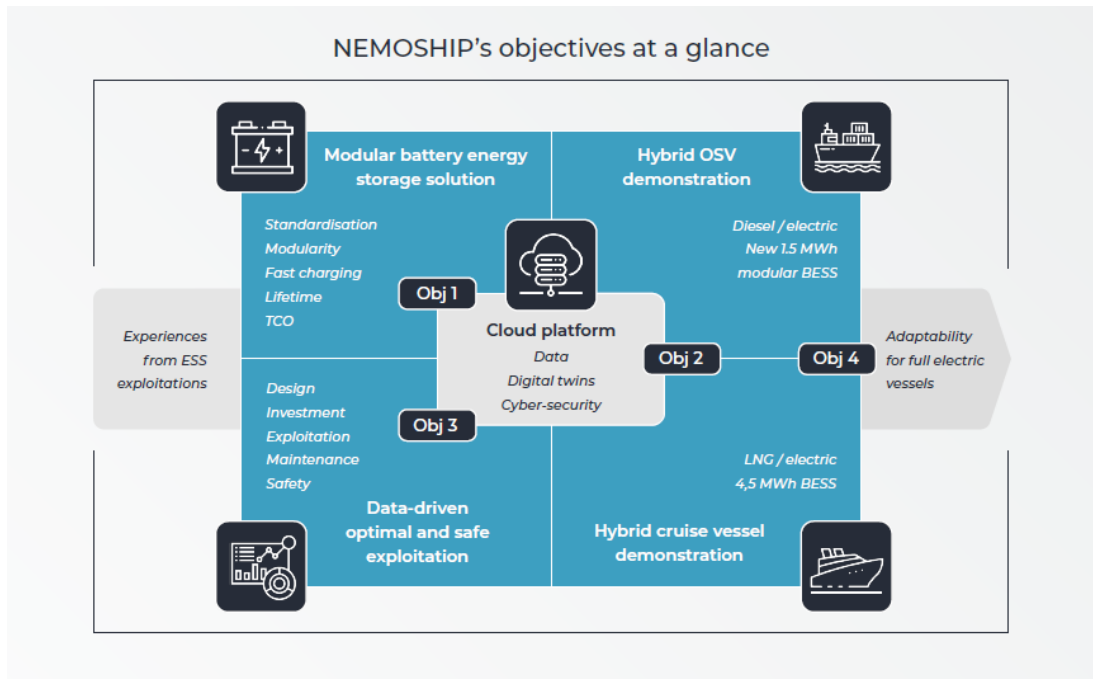 NEMOSHIP's objectives at a glance
Modular battery energy
storage solution
Standardisation
Modularity
Fast charging
Lifetime
TCO
Obj 1
Hybrid OSV
demonstration
Diesel / electric
New 1.5 MWh
modular BESS
Cloud platform
Data
Digital twins
Cyber-security
Obj 2
Obj 4
Experiences
from ESS
exploitations
Adaptability
for full electric
vessels
Design
Investment
Exploitation
Maintenance
Safety
Obj 3
Data-driven
optimal and safe
exploitation
LNG / electric
4,5 MWh BESS
Hybrid cruise vessel
demonstration